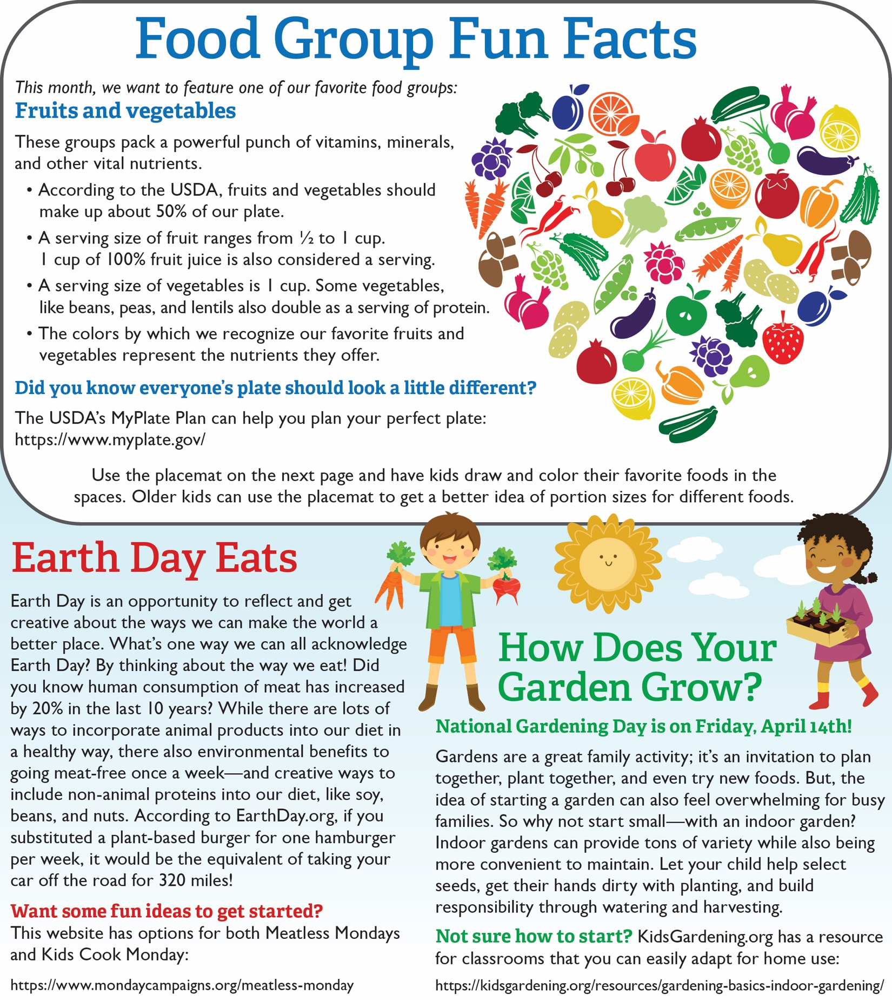 Food Group Fun Facts
This month, we want to feature one of our favorite food groups:
Fruits and vegetables
These groups pack a powerful punch of vitamins, minerals,
and other vital nutrients.
• According to the USDA, fruits and vegetables should
make up about 50% of our plate.
• A serving size of fruit ranges from ½ to 1 cup.
1 cup of 100% fruit juice is also considered a serving.
• A serving size of vegetables is 1 cup. Some vegetables,
like beans, peas, and lentils also double as a serving of protein.
• The colors by which we recognize our favorite fruits and
vegetables represent the nutrients they offer.
Did you know everyone's plate should look a little different?
The USDA's MyPlate Plan can help you plan your perfect plate:
https://www.myplate.gov/
Use the placemat on the next page and have kids draw and color their favorite foods in the
spaces. Older kids can use the placemat to get a better idea of portion sizes for different foods.
Earth Day Eats
Earth Day is an opportunity to reflect and get
creative about the ways we can make the world a
better place. What's one way we can all acknowledge
Earth Day? By thinking about the way we eat! Did
you know human consumption of meat has increased
by 20% in the last 10 years? While there are lots of
ways to incorporate animal products into our diet in
a healthy way, there also environmental benefits to
going meat-free once a week—and creative ways to
include non-animal proteins into our diet, like soy,
beans, and nuts. According to EarthDay.org, if you
substituted a plant-based burger for one hamburger
per week, it would be the equivalent of taking your
car off the road for 320 miles!
Want some fun ideas to get started?
This website has options for both Meatless Mondays
and Kids Cook Monday:
https://www.mondaycampaigns.org/meatless-monday
How Does Your
Garden Grow?
National Gardening Day is on Friday, April 14th!
Gardens are a great family activity; it's an invitation to plan
together, plant together, and even try new foods. But, the
idea of starting a garden can also feel overwhelming for busy
families. So why not start small—with an indoor garden?
Indoor gardens can provide tons of variety while also being
more convenient to maintain. Let your child help select
seeds, get their hands dirty with planting, and build
responsibility through watering and harvesting.
Not sure how to start? KidsGardening.org has a resource
for classrooms that you can easily adapt for home use:
https://kidsgardening.org/resources/gardening-basics-indoor-gardening/